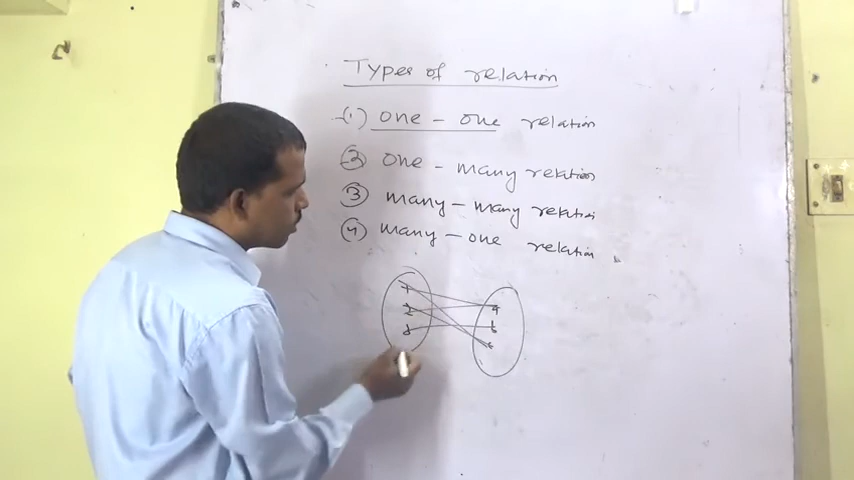 Types of relation
(1) one - one relation
(2) one - many relation
(3) many - many relation
(4) many - one relation
1 a
2 b
3 c